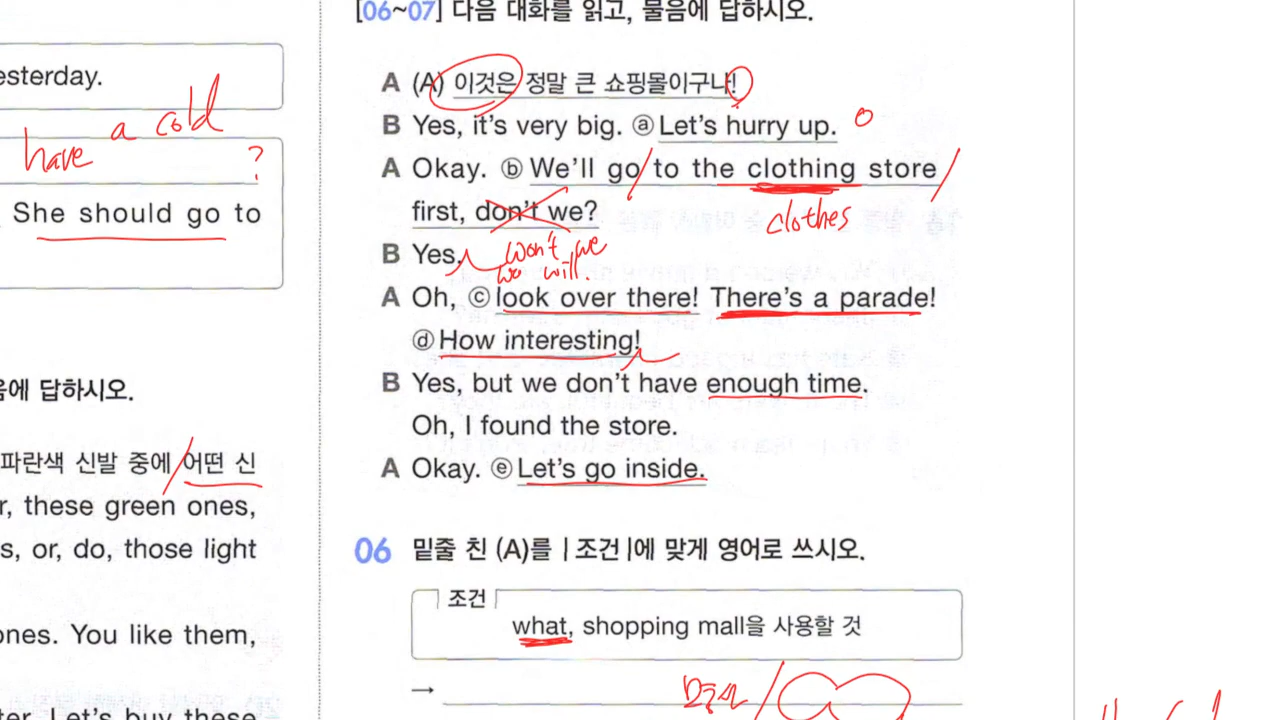 esterday.
have a cold
?
She should go to
음에 답하시오.
파란색 신발 중에 어떤 신
r, these green ones,
s, or, do, those light
ones. You like them,
ter. Let's buy these
[06~07] 다음 대화를 읽고, 물음에 답하시오.
A (A) 이것은 정말 큰 쇼핑몰이구나!
B Yes, it's very big. ⓐ Let's hurry up.
A Okay. ⓑ We'll go to the clothing store
first, don't we?
clothes
won't we
B Yes,
we will.
A Oh, ⓒ look over there! There's a parade!
ⓓ How interesting!
B Yes, but we don't have enough time.
Oh, I found the store.
A Okay. ⓔ Let's go inside.
06 밑줄 친 (A)를 | 조건 |에 맞게 영어로 쓰시오.
| 조건 |
what, shopping mall을 사용할 것
→